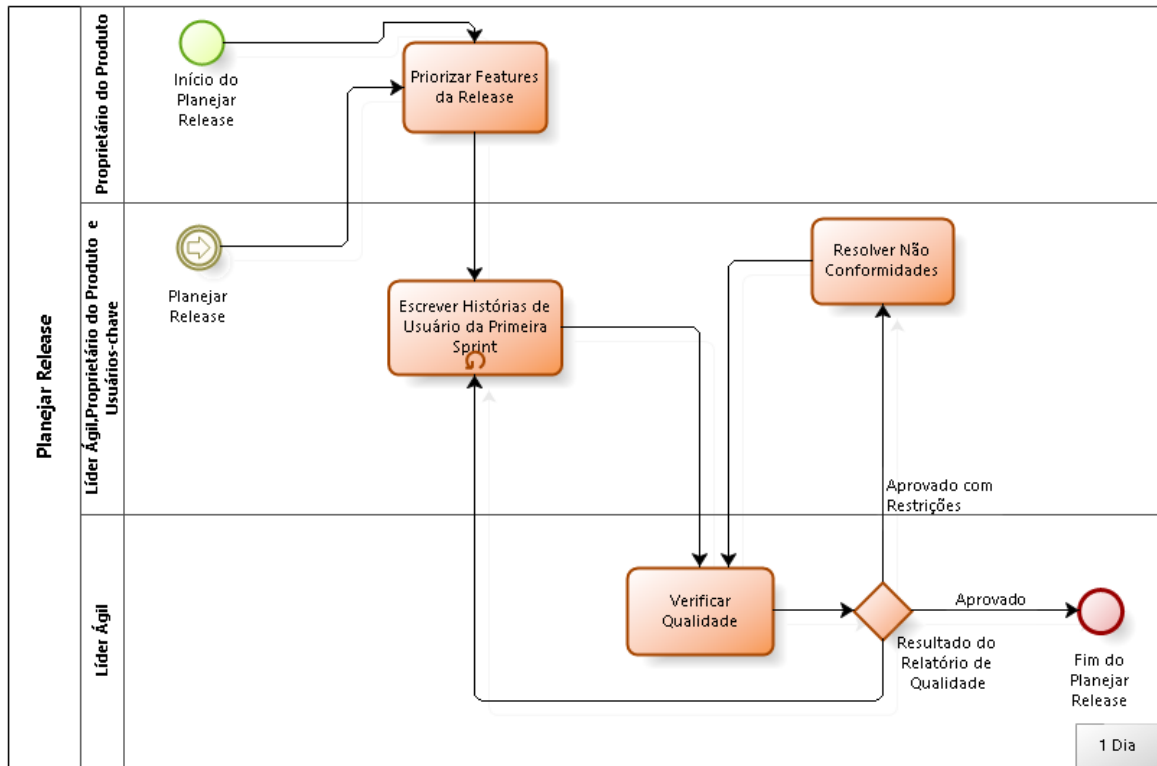 Planejar Release
Proprietário do Produto
Início do
Planejar
Release
Priorizar Features
da Release
Líder Ágil,Proprietário do Produto e
Usuários-chave
Planejar
Release
Escrever Histórias de
Usuário da Primeira
Sprint
Resolver Não
Conformidades
Aprovado com
Restrições
Líder Ágil
Verificar
Qualidade
Resultado do
Relatório de
Qualidade
Aprovado
Fim do
Planejar
Release
1 Dia